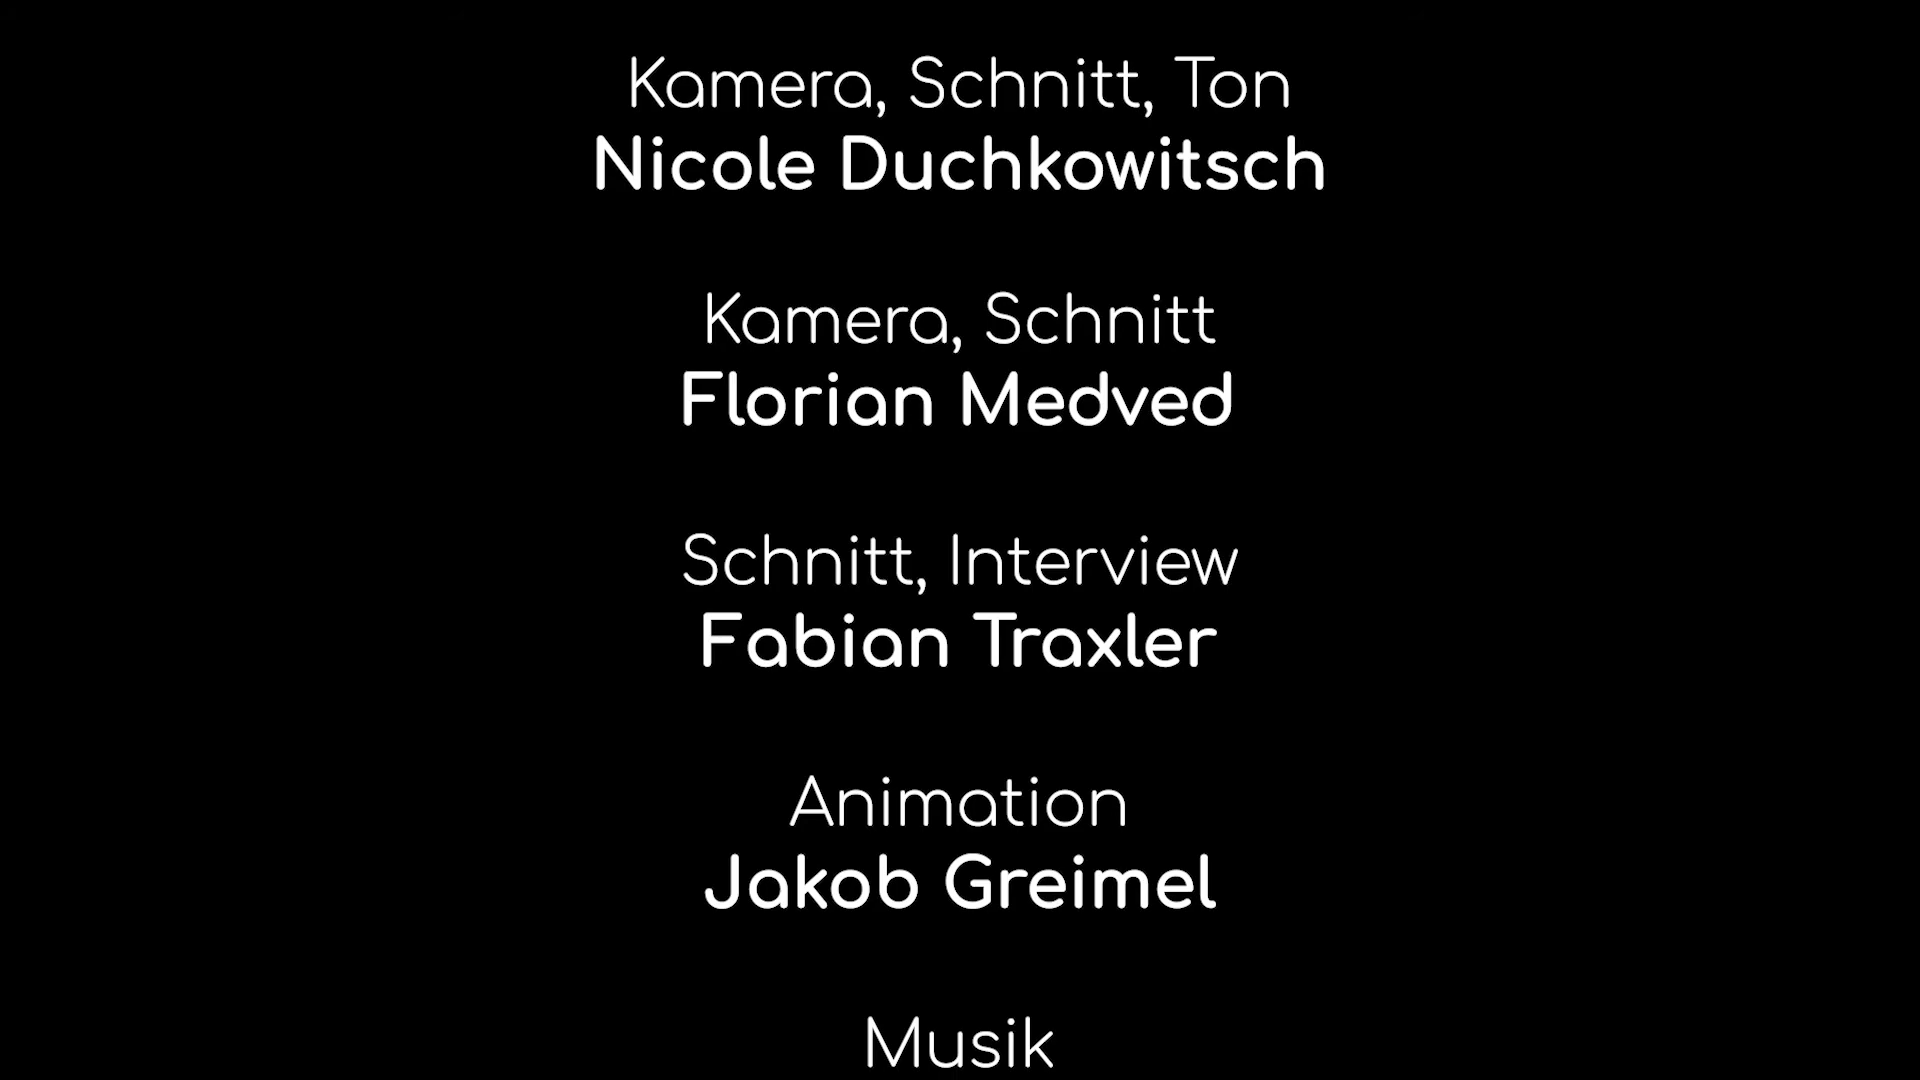 Kamera, Schnitt, Ton
Nicole Duchkowitsch
Kamera, Schnitt
Florian Medved
Schnitt, Interview
Fabian Traxler
Animation
Jakob Greimel
Musik